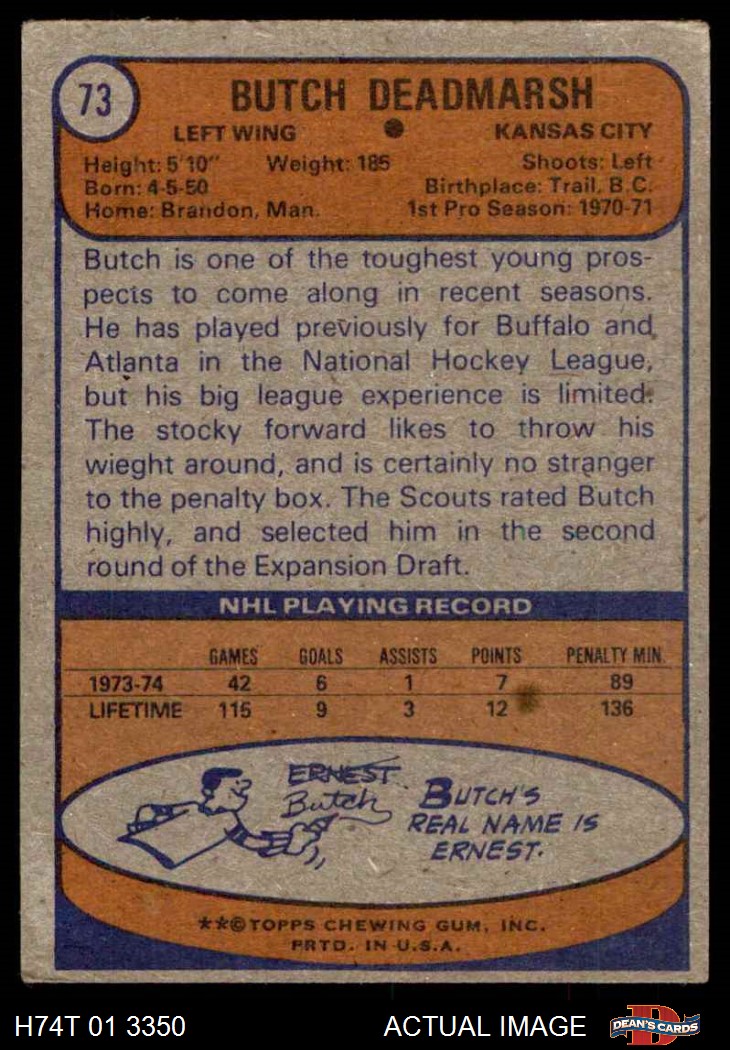 73
BUTCH DEADMARSH
LEFT WING • KANSAS CITY
Height: 5'10" Weight: 185 Shoots: Left
Born: 4-5-50 Birthplace: Trail, B.C.
Home: Brandon, Man. 1st Pro Season: 1970-71
Butch is one of the toughest young pros-
pects to come along in recent seasons.
He has played previously for Buffalo and
Atlanta in the National Hockey League,
but his big league experience is limited.
The stocky forward likes to throw his
wieght around, and is certainly no stranger
to the penalty box. The Scouts rated Butch
highly, and selected him in the second
round of the Expansion Draft.
NHL PLAYING RECORD
GAMES GOALS ASSISTS POINTS PENALTY MIN.
1973-74 42 6 1 7 89
LIFETIME 115 9 3 12 136
ERNEST
Butch
BUTCH'S
REAL NAME IS
ERNEST.
**©TOPPS CHEWING GUM, INC.
PRTD. IN U.S.A.
H74T 01 3350 ACTUAL IMAGE DEAN'S CARDS